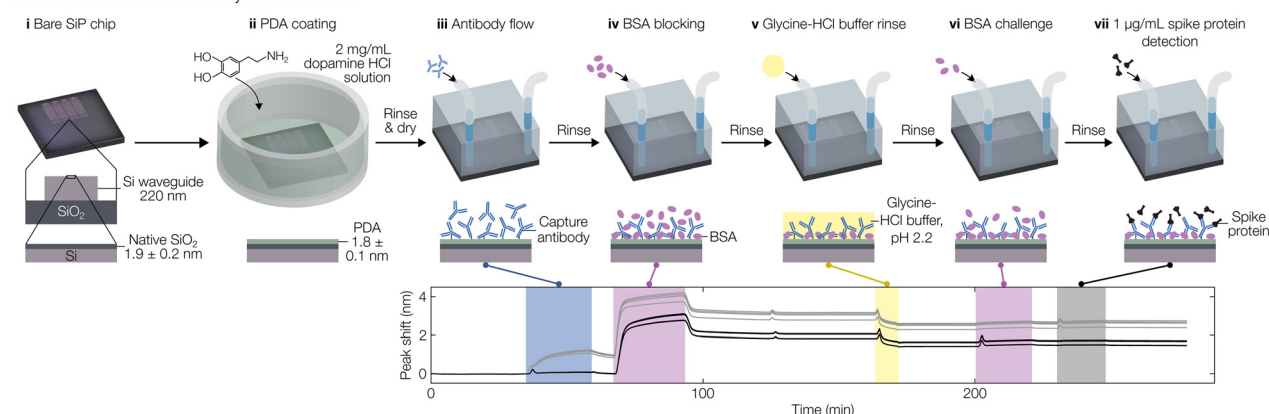 i Bare SiP chip
ii PDA coating
iii Antibody flow
iv BSA blocking
v Glycine-HCl buffer rinse
vi BSA challenge
vii 1 µg/mL spike protein
detection
HO
HO
NH₂
2 mg/mL
dopamine HCl
solution
Rinse
& dry
Rinse
Rinse
Rinse
Rinse
Si waveguide
220 nm
SiO₂
Native SiO₂
1.9 ± 0.2 nm
Si
PDA
1.8 ±
0.1 nm
Capture
antibody
BSA
Glycine-
HCl buffer,
pH 2.2
Spike
protein
Peak shift (nm)
4
2
0
0
100
200
Time (min)